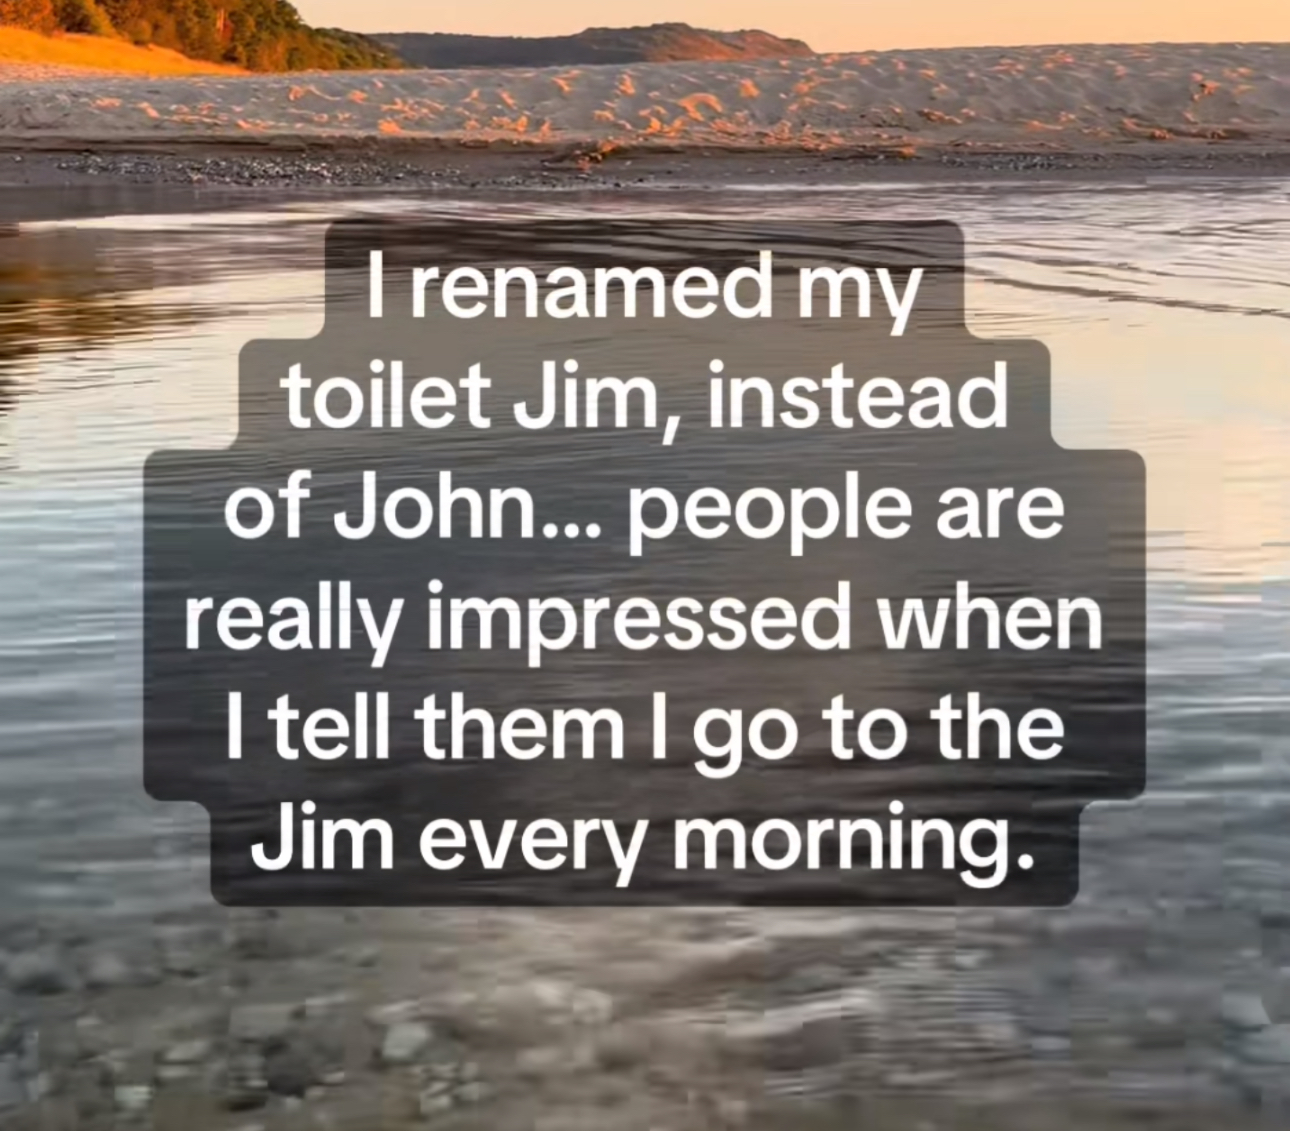 I renamed my
toilet Jim, instead
of John... people are
really impressed when
I tell them I go to the
Jim every morning.